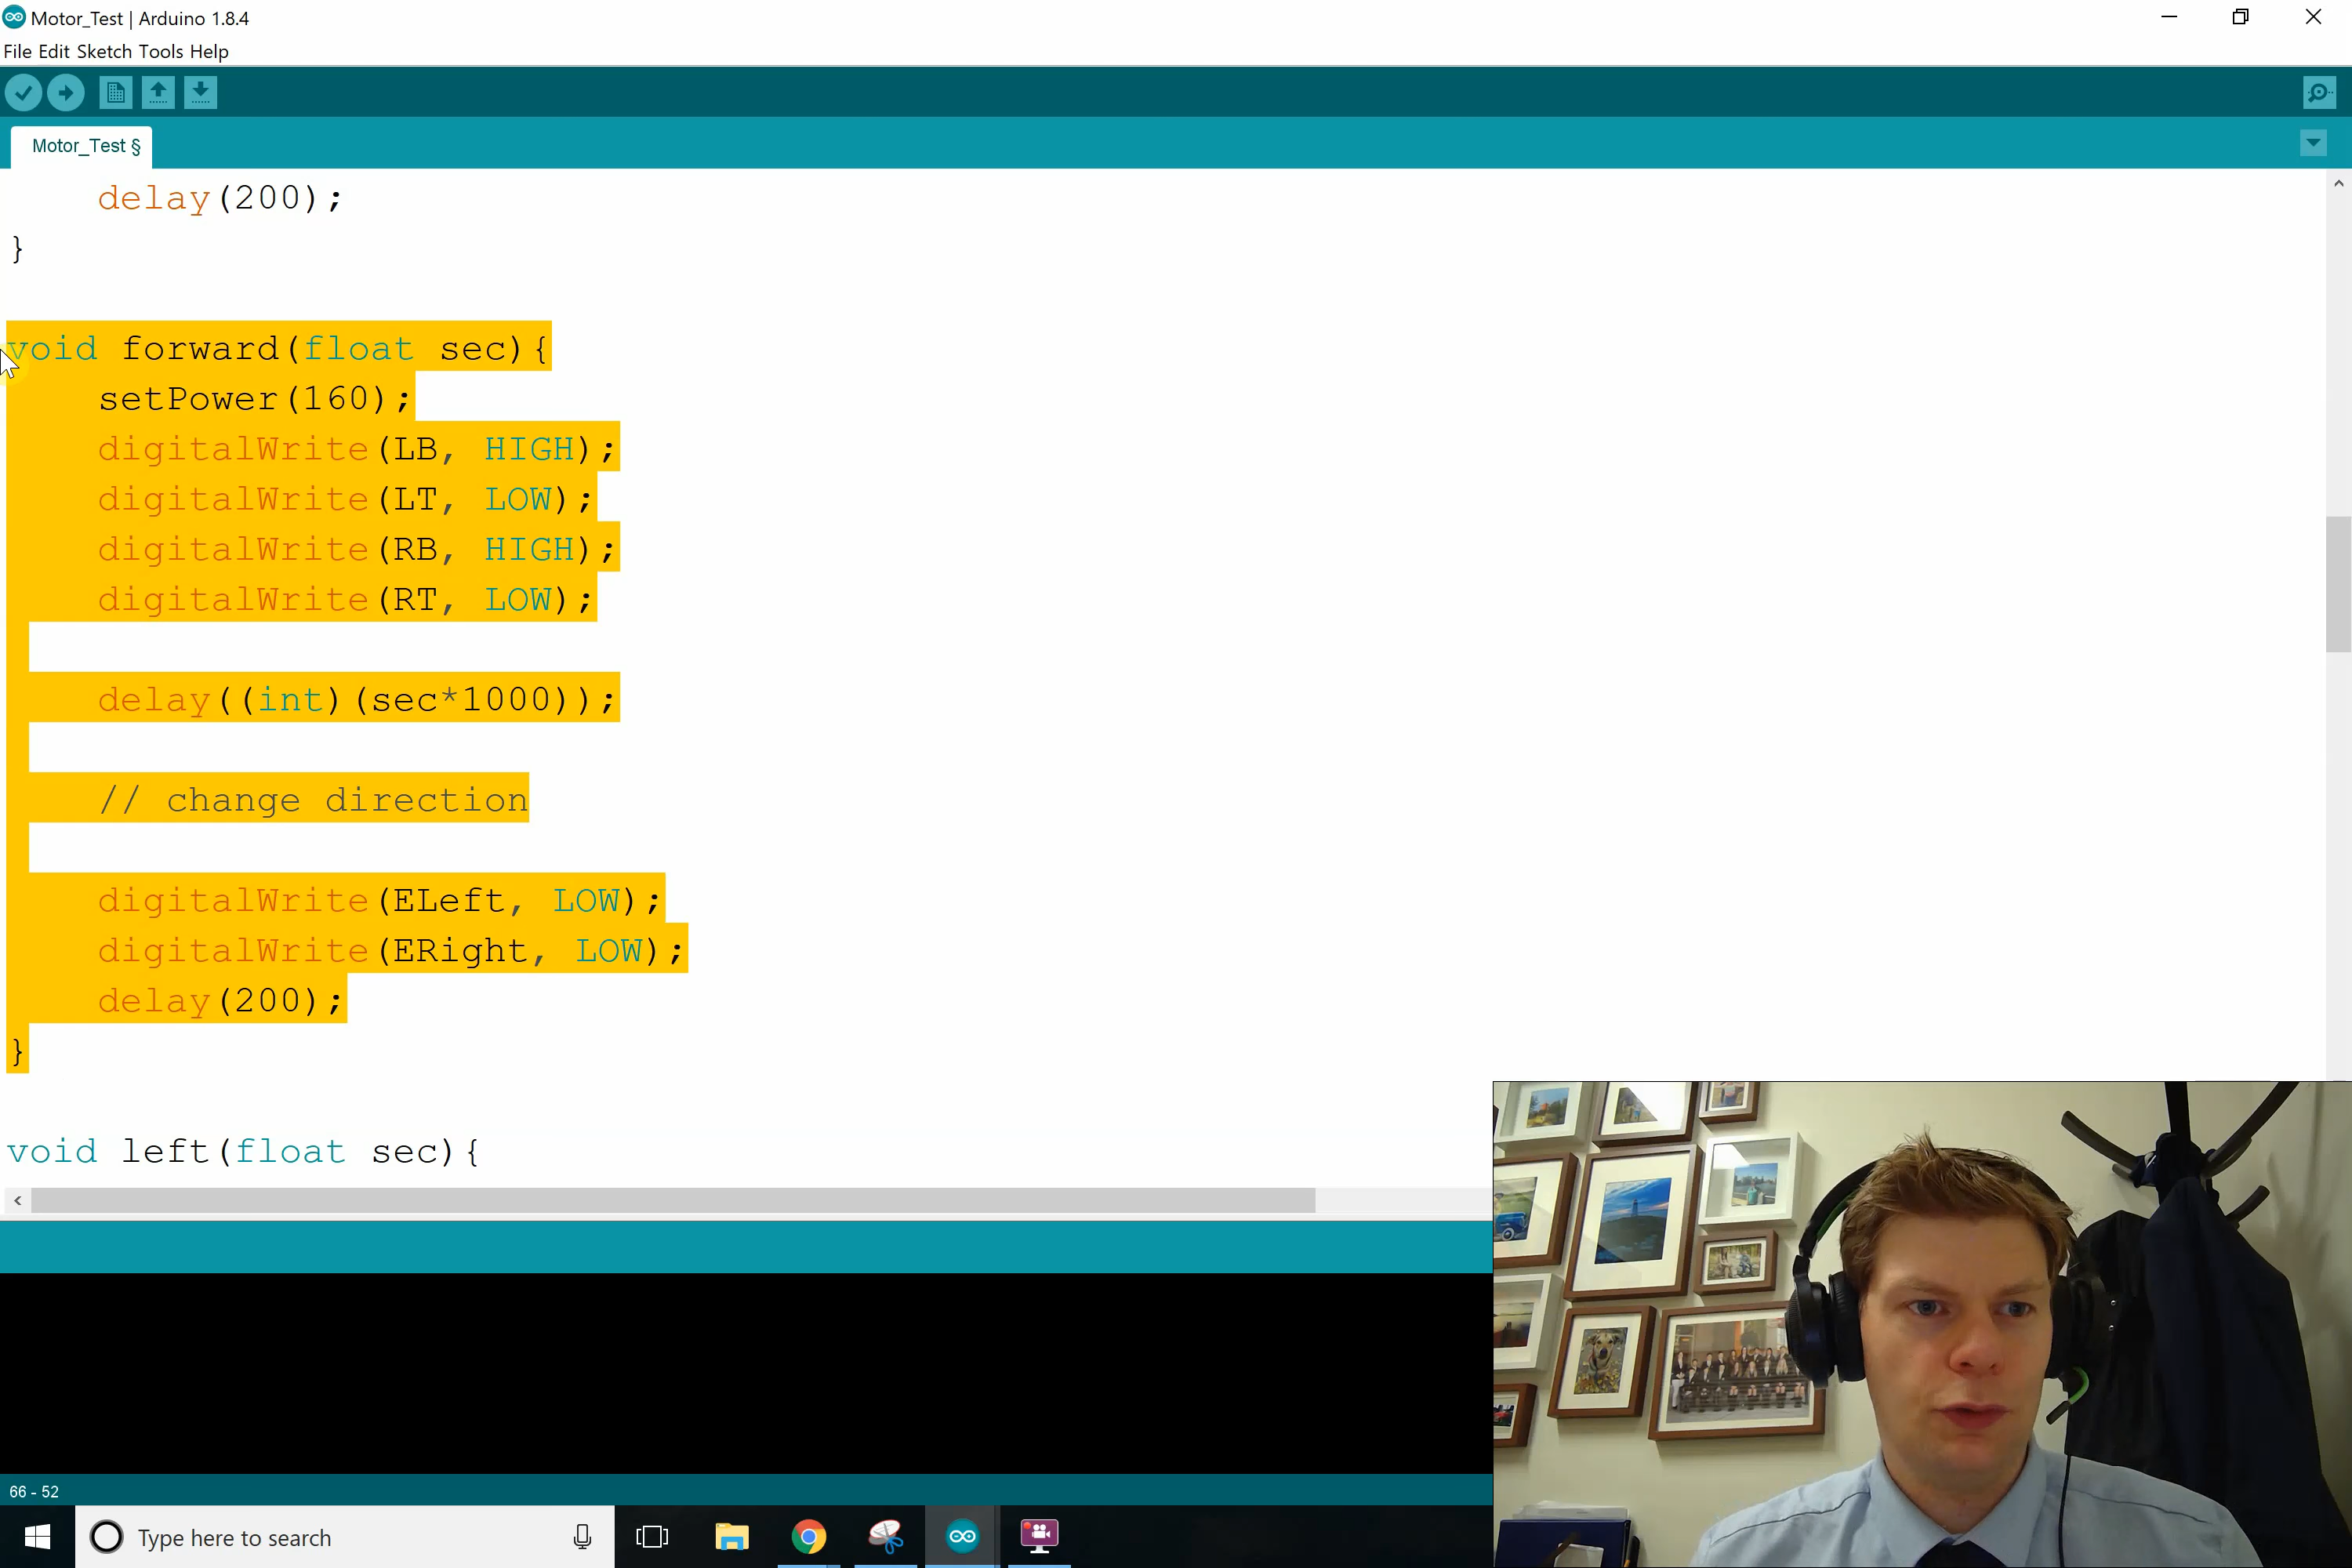 Motor_Test | Arduino 1.8.4
File Edit Sketch Tools Help
Motor_Test §
delay(200);
}
void forward(float sec){
setPower(160);
digitalWrite(LB, HIGH);
digitalWrite(LT, LOW);
digitalWrite(RB, HIGH);
digitalWrite(RT, LOW);
delay((int)(sec*1000));
// change direction
digitalWrite(ELeft, LOW);
digitalWrite(ERight, LOW);
delay(200);
}
void left(float sec){
66 - 52
Type here to search